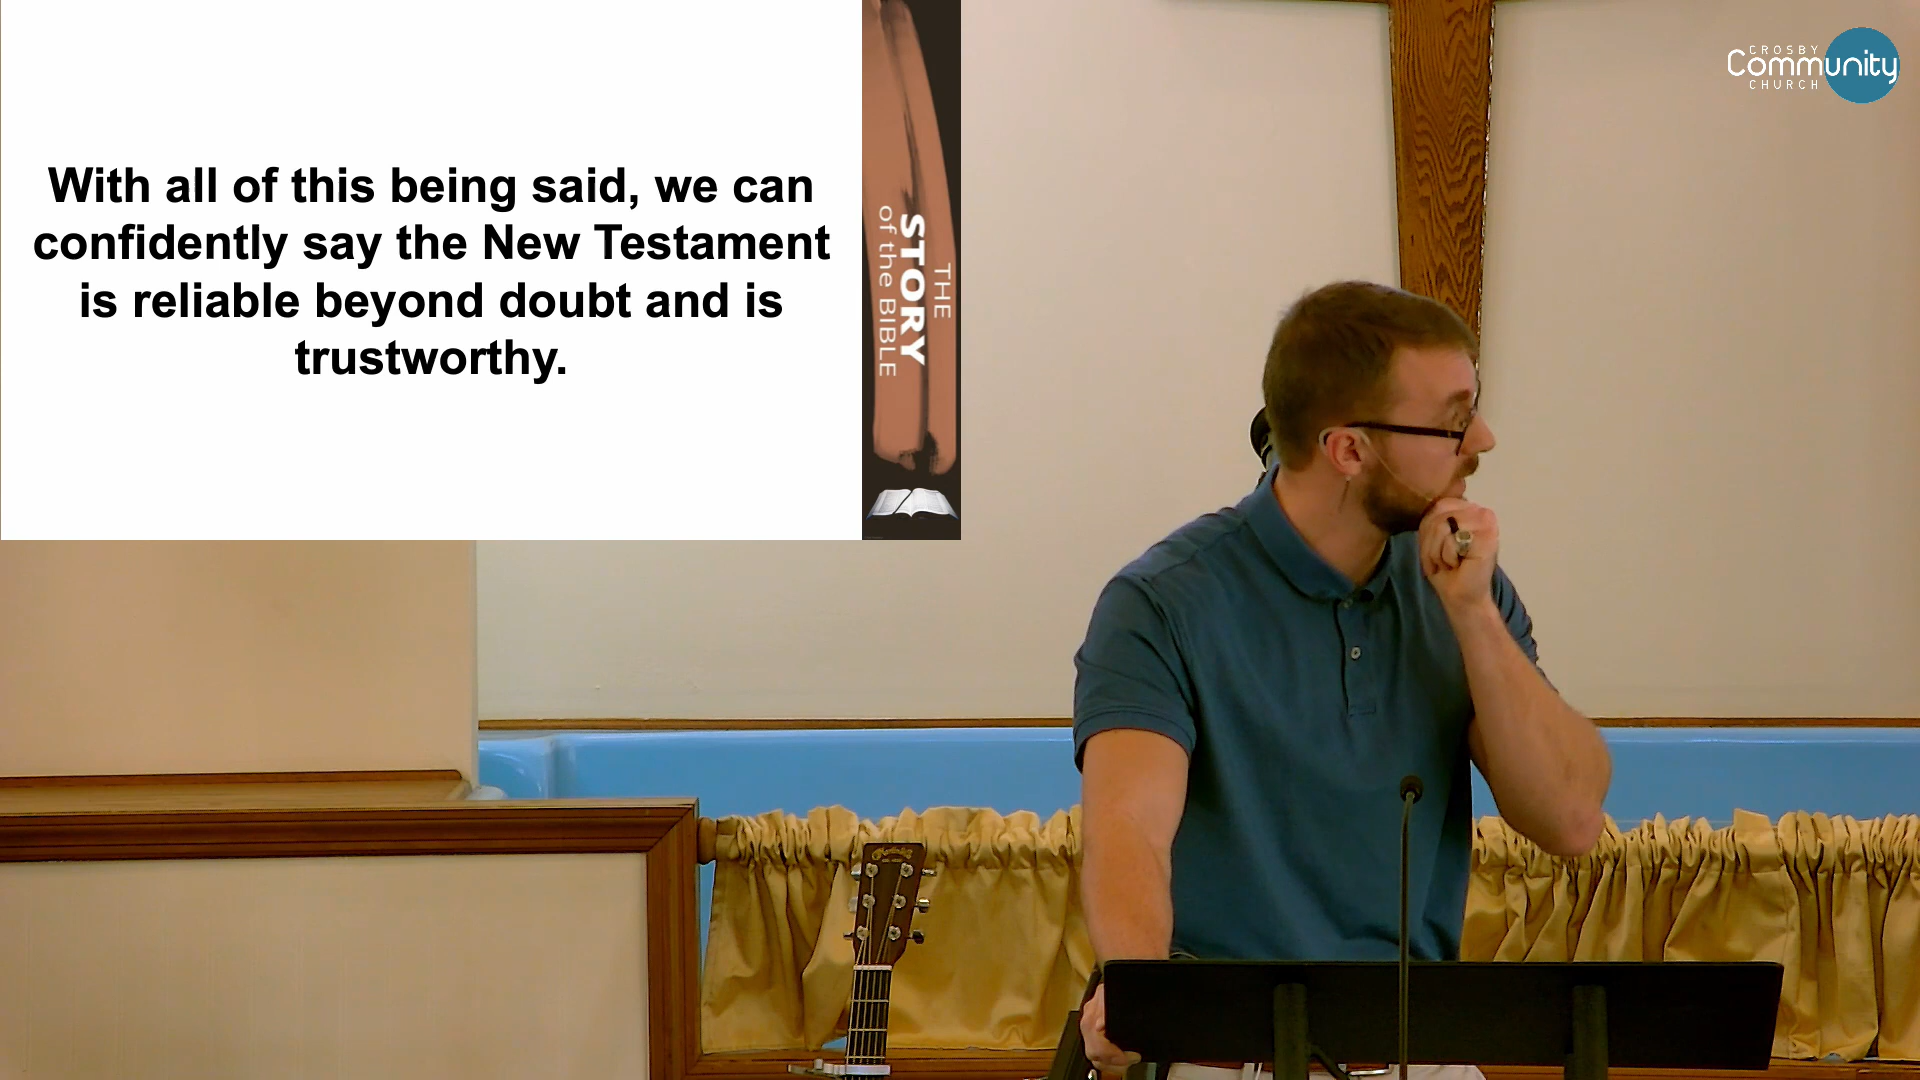 With all of this being said, we can
confidently say the New Testament
is reliable beyond doubt and is
trustworthy.
THE
STORY
of the BIBLE
CROSBY
Community
CHURCH